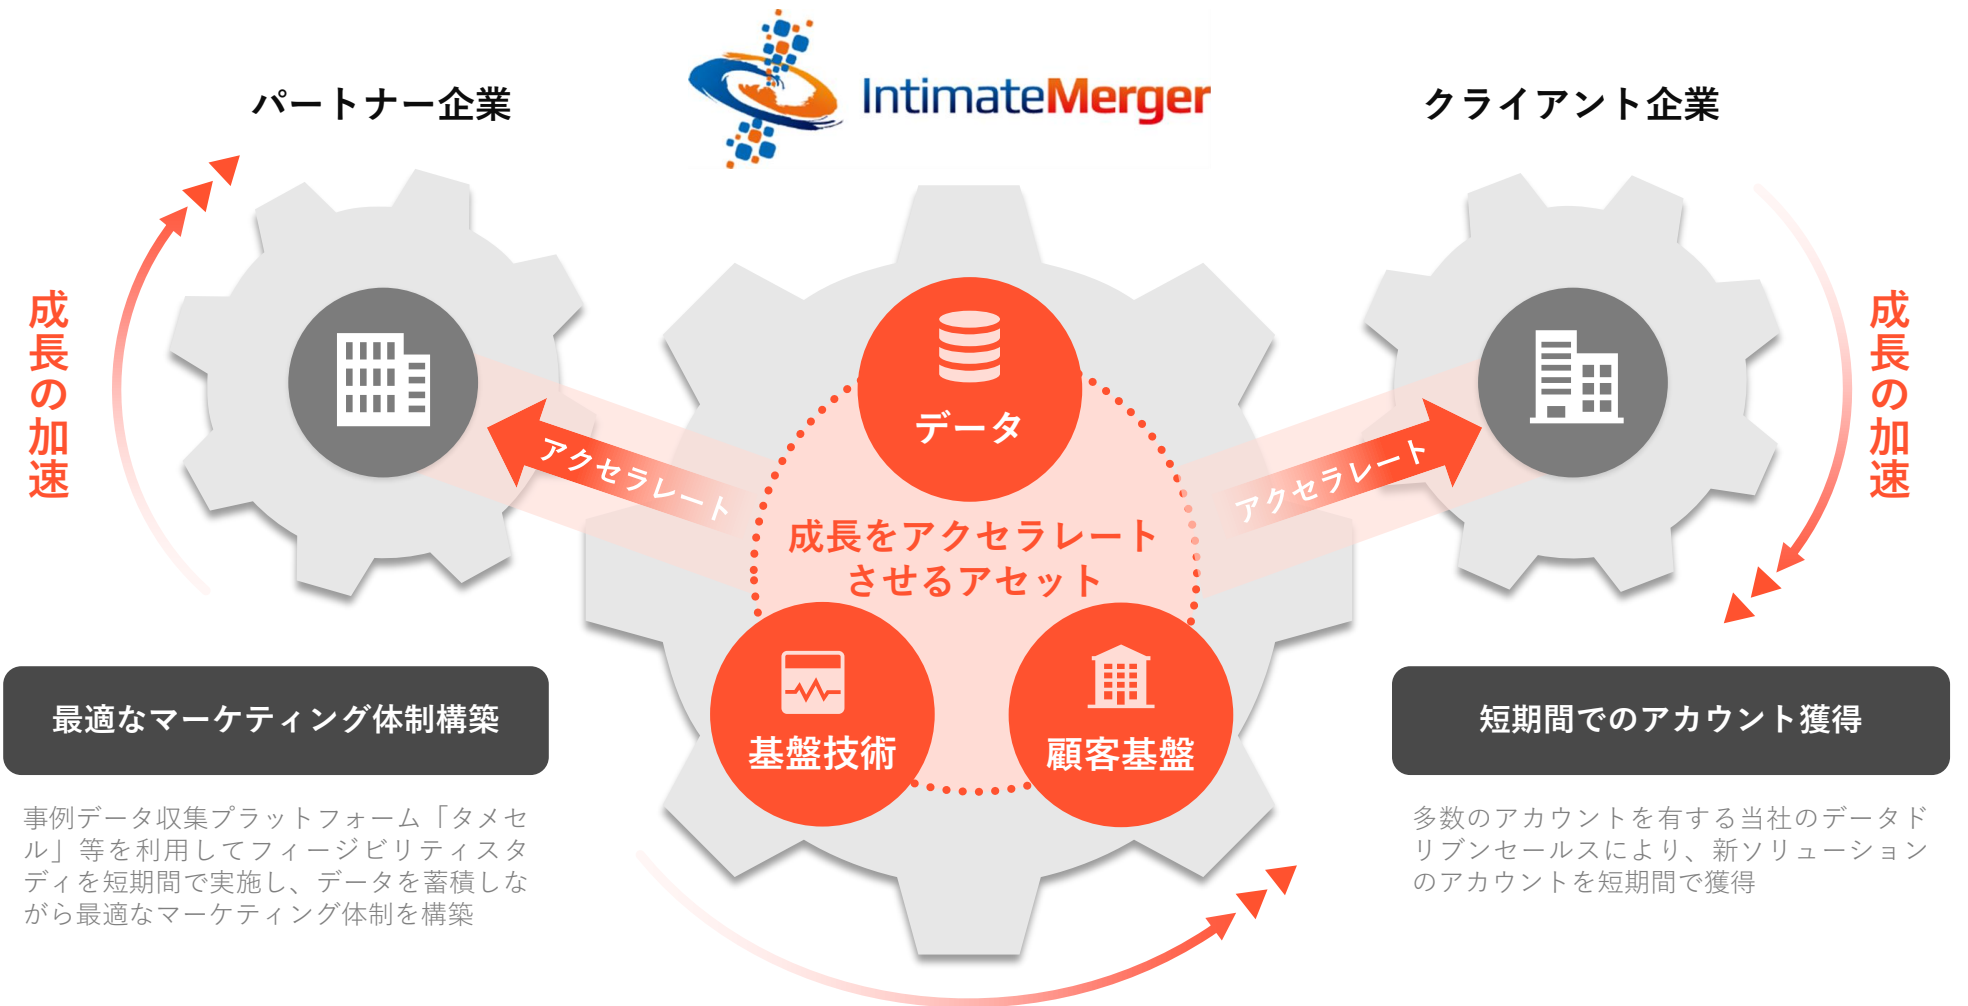 IntimateMerger
パートナー企業
クライアント企業
成長の加速
アクセラレート
データ
成長をアクセラレート
させるアセット
基盤技術
顧客基盤
アクセラレート
成長の加速
最適なマーケティング体制構築
事例データ収集プラットフォーム「タメセ
ル」等を利用してフィージビリティスタ
ディを短期間で実施し、データを蓄積しな
がら最適なマーケティング体制を構築
短期間でのアカウント獲得
多数のアカウントを有する当社のデータド
リブンセールスにより、新ソリューション
のアカウントを短期間で獲得